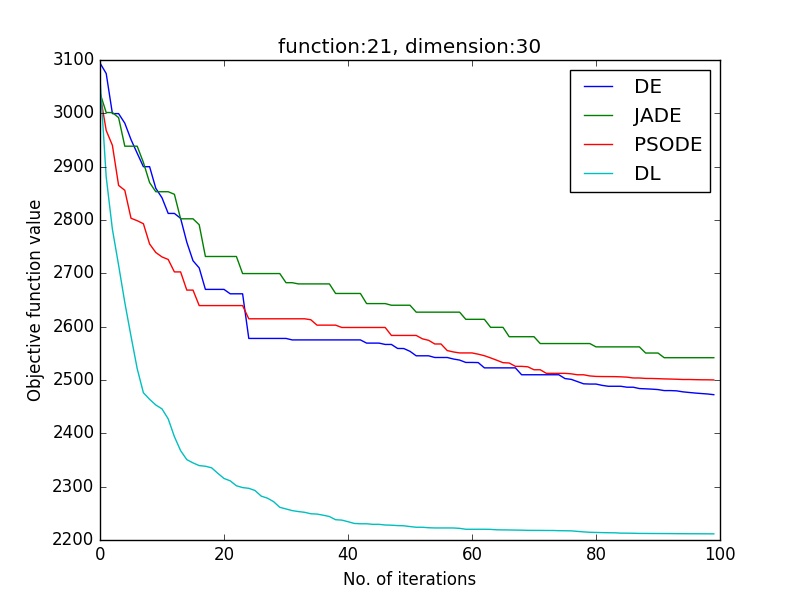 function:21, dimension:30
3100
3000
2900
2800
2700
2600
2500
2400
2300
2200
Objective function value
DE
JADE
PSODE
DL
0
20
40
60
80
100
No. of iterations